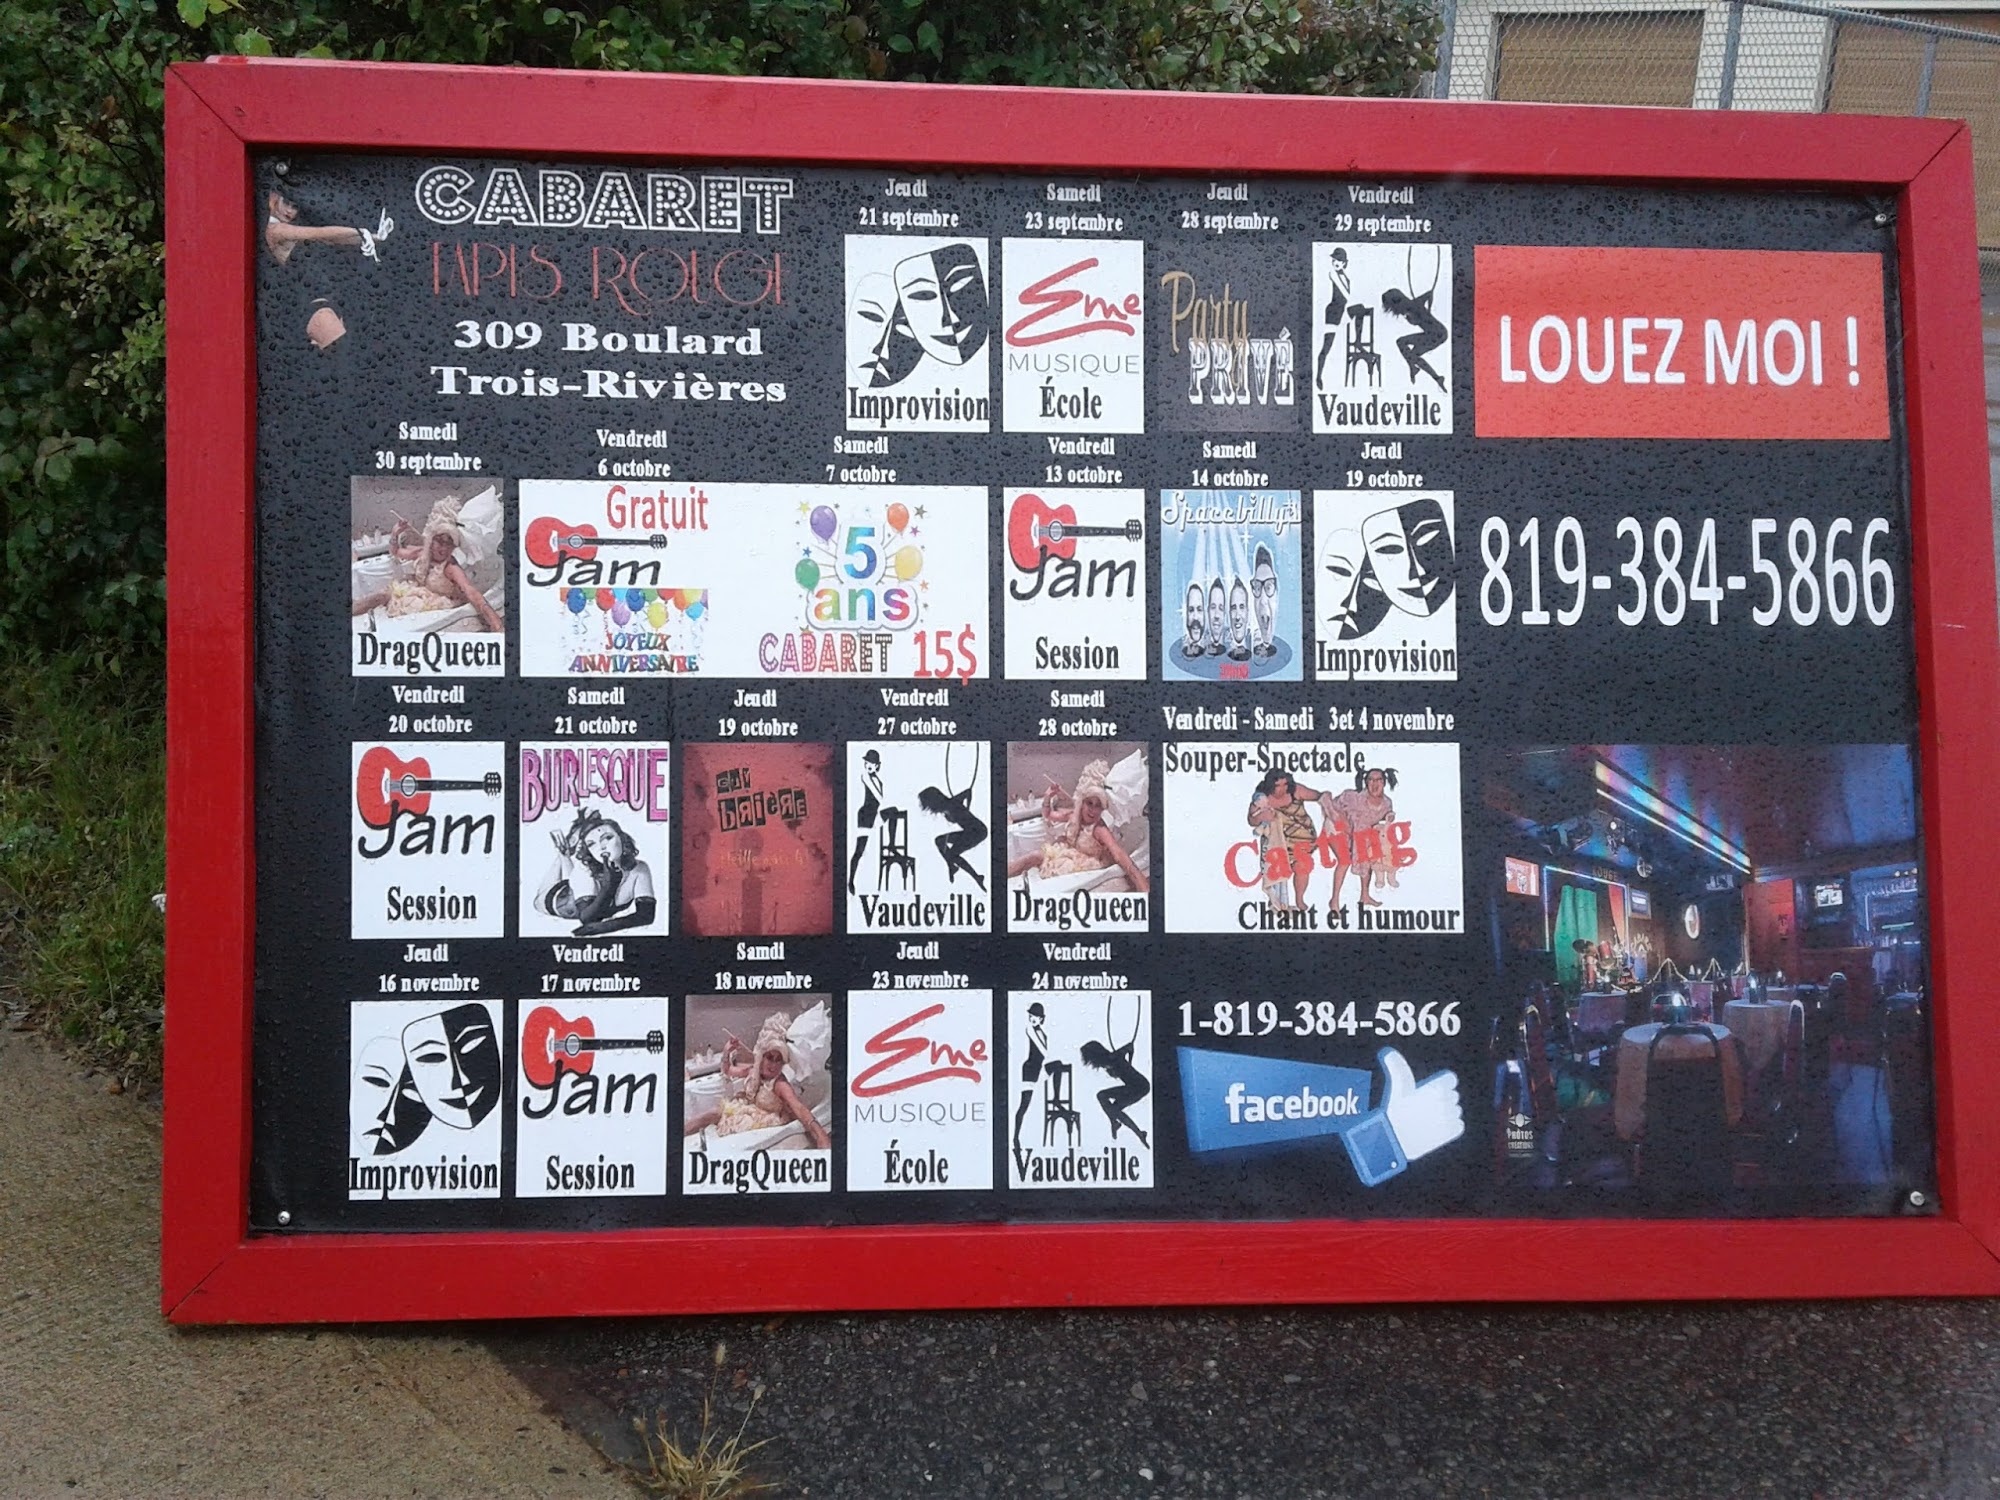 CABARET
TAPIS ROUGE
309 Boulard
Trois-Rivières
Jeudi
21 septembre
Improvision
Samedi
23 septembre
Eme
MUSIQUE
École
Jeudi
28 septembre
Party
PRIVÉ
Vendredi
29 septembre
Vaudeville
LOUEZ MOI !
819-384-5866
Samedi
30 septembre
DragQueen
Vendredi
6 octobre
Gratuit
Jam
JOYEUX
ANNIVERSAIRE
Samedi
7 octobre
5
ans
CABARET 15$
Vendredi
13 octobre
Jam
Session
Samedi
14 octobre
Spacebilly's
Jeudi
19 octobre
Improvision
Vendredi
20 octobre
Jam
Session
Samedi
21 octobre
BURLESQUE
Jeudi
19 octobre
GUY
BRIÈRE
Vendredi
27 octobre
Vaudeville
Samedi
28 octobre
DragQueen
Vendredi - Samedi 3et 4 novembre
Souper-Spectacle
Casting
Chant et humour
Jeudi
16 novembre
Improvision
Vendredi
17 novembre
Jam
Session
Samdi
18 novembre
DragQueen
Jeudi
23 novembre
Eme
MUSIQUE
École
Vendredi
24 novembre
Vaudeville
1-819-384-5866
facebook
ROUGE
PHOTOS
CRÉATIONS